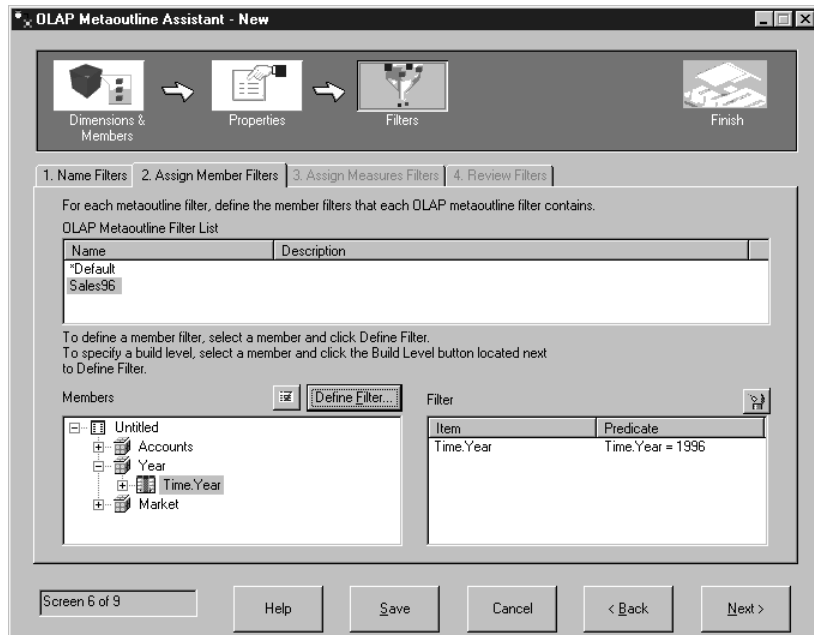 OLAP Metaoutline Assistant - New
Dimensions &
Members
Properties
Filters
Finish
1. Name Filters 2. Assign Member Filters 3. Assign Measures Filters 4. Review Filters
For each metaoutline filter, define the member filters that each OLAP metaoutline filter contains.
OLAP Metaoutline Filter List
Name Description
*Default
Sales96
To define a member filter, select a member and click Define Filter.
To specify a build level, select a member and click the Build Level button located next
to Define Filter.
Members Define Filter... Filter
Untitled
Accounts
Year
Time.Year
Market
Item Predicate
Time.Year Time.Year = 1996
Screen 6 of 9
Help Save Cancel < Back Next >